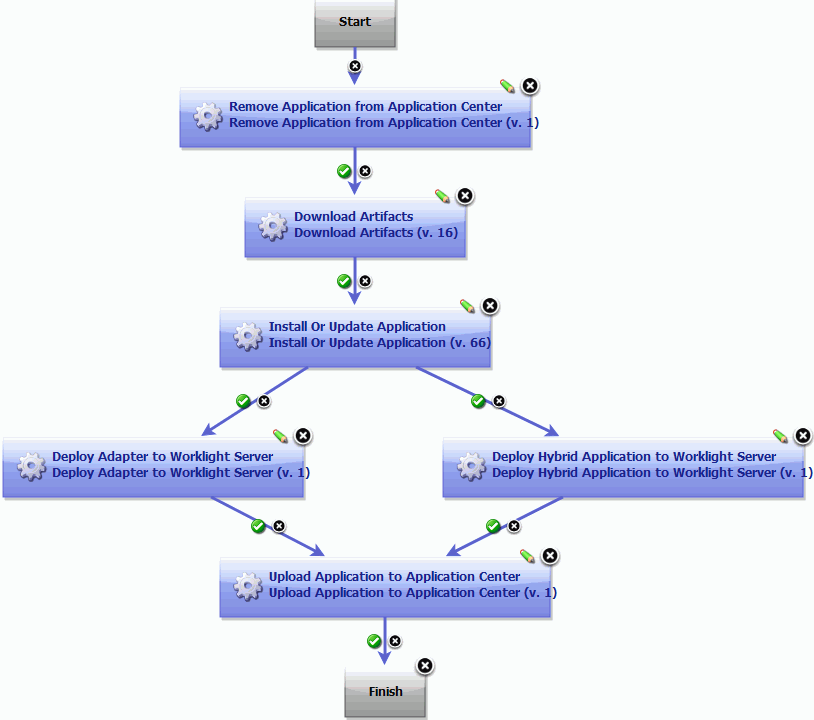 Start
Remove Application from Application Center
Remove Application from Application Center (v. 1)
Download Artifacts
Download Artifacts (v. 16)
Install Or Update Application
Install Or Update Application (v. 66)
Deploy Adapter to Worklight Server
Deploy Adapter to Worklight Server (v. 1)
Deploy Hybrid Application to Worklight Server
Deploy Hybrid Application to Worklight Server (v. 1)
Upload Application to Application Center
Upload Application to Application Center (v. 1)
Finish